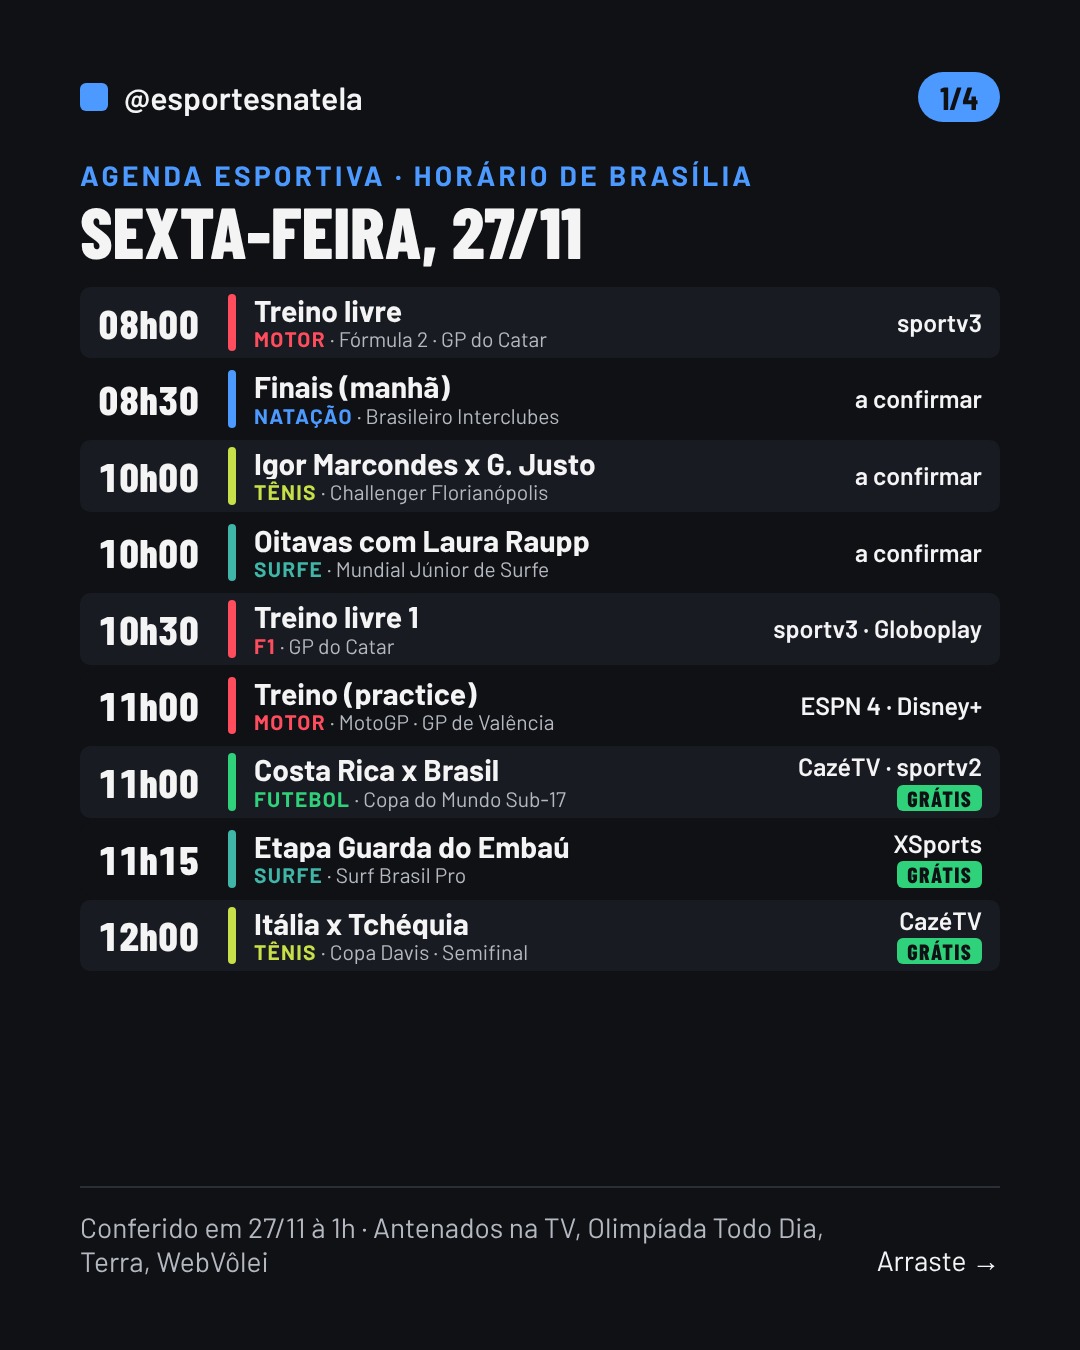 @esportesnatela
1/4
AGENDA ESPORTIVA · HORÁRIO DE BRASÍLIA
SEXTA-FEIRA, 27/11
08h00
Treino livre
MOTOR · Fórmula 2 · GP do Catar
sportv3
08h30
Finais (manhã)
NATAÇÃO · Brasileiro Interclubes
a confirmar
10h00
Igor Marcondes x G. Justo
TÊNIS · Challenger Florianópolis
a confirmar
10h00
Oitavas com Laura Raupp
SURFE · Mundial Júnior de Surfe
a confirmar
10h30
Treino livre 1
F1 · GP do Catar
sportv3 · Globoplay
11h00
Treino (practice)
MOTOR · MotoGP · GP de Valência
ESPN 4 · Disney+
11h00
Costa Rica x Brasil
FUTEBOL · Copa do Mundo Sub-17
CazéTV · sportv2
GRÁTIS
11h15
Etapa Guarda do Embaú
SURFE · Surf Brasil Pro
XSports
GRÁTIS
12h00
Itália x Tchéquia
TÊNIS · Copa Davis · Semifinal
CazéTV
GRÁTIS
Conferido em 27/11 à 1h · Antenados na TV, Olimpíada Todo Dia,
Terra, WebVôlei
Arraste →